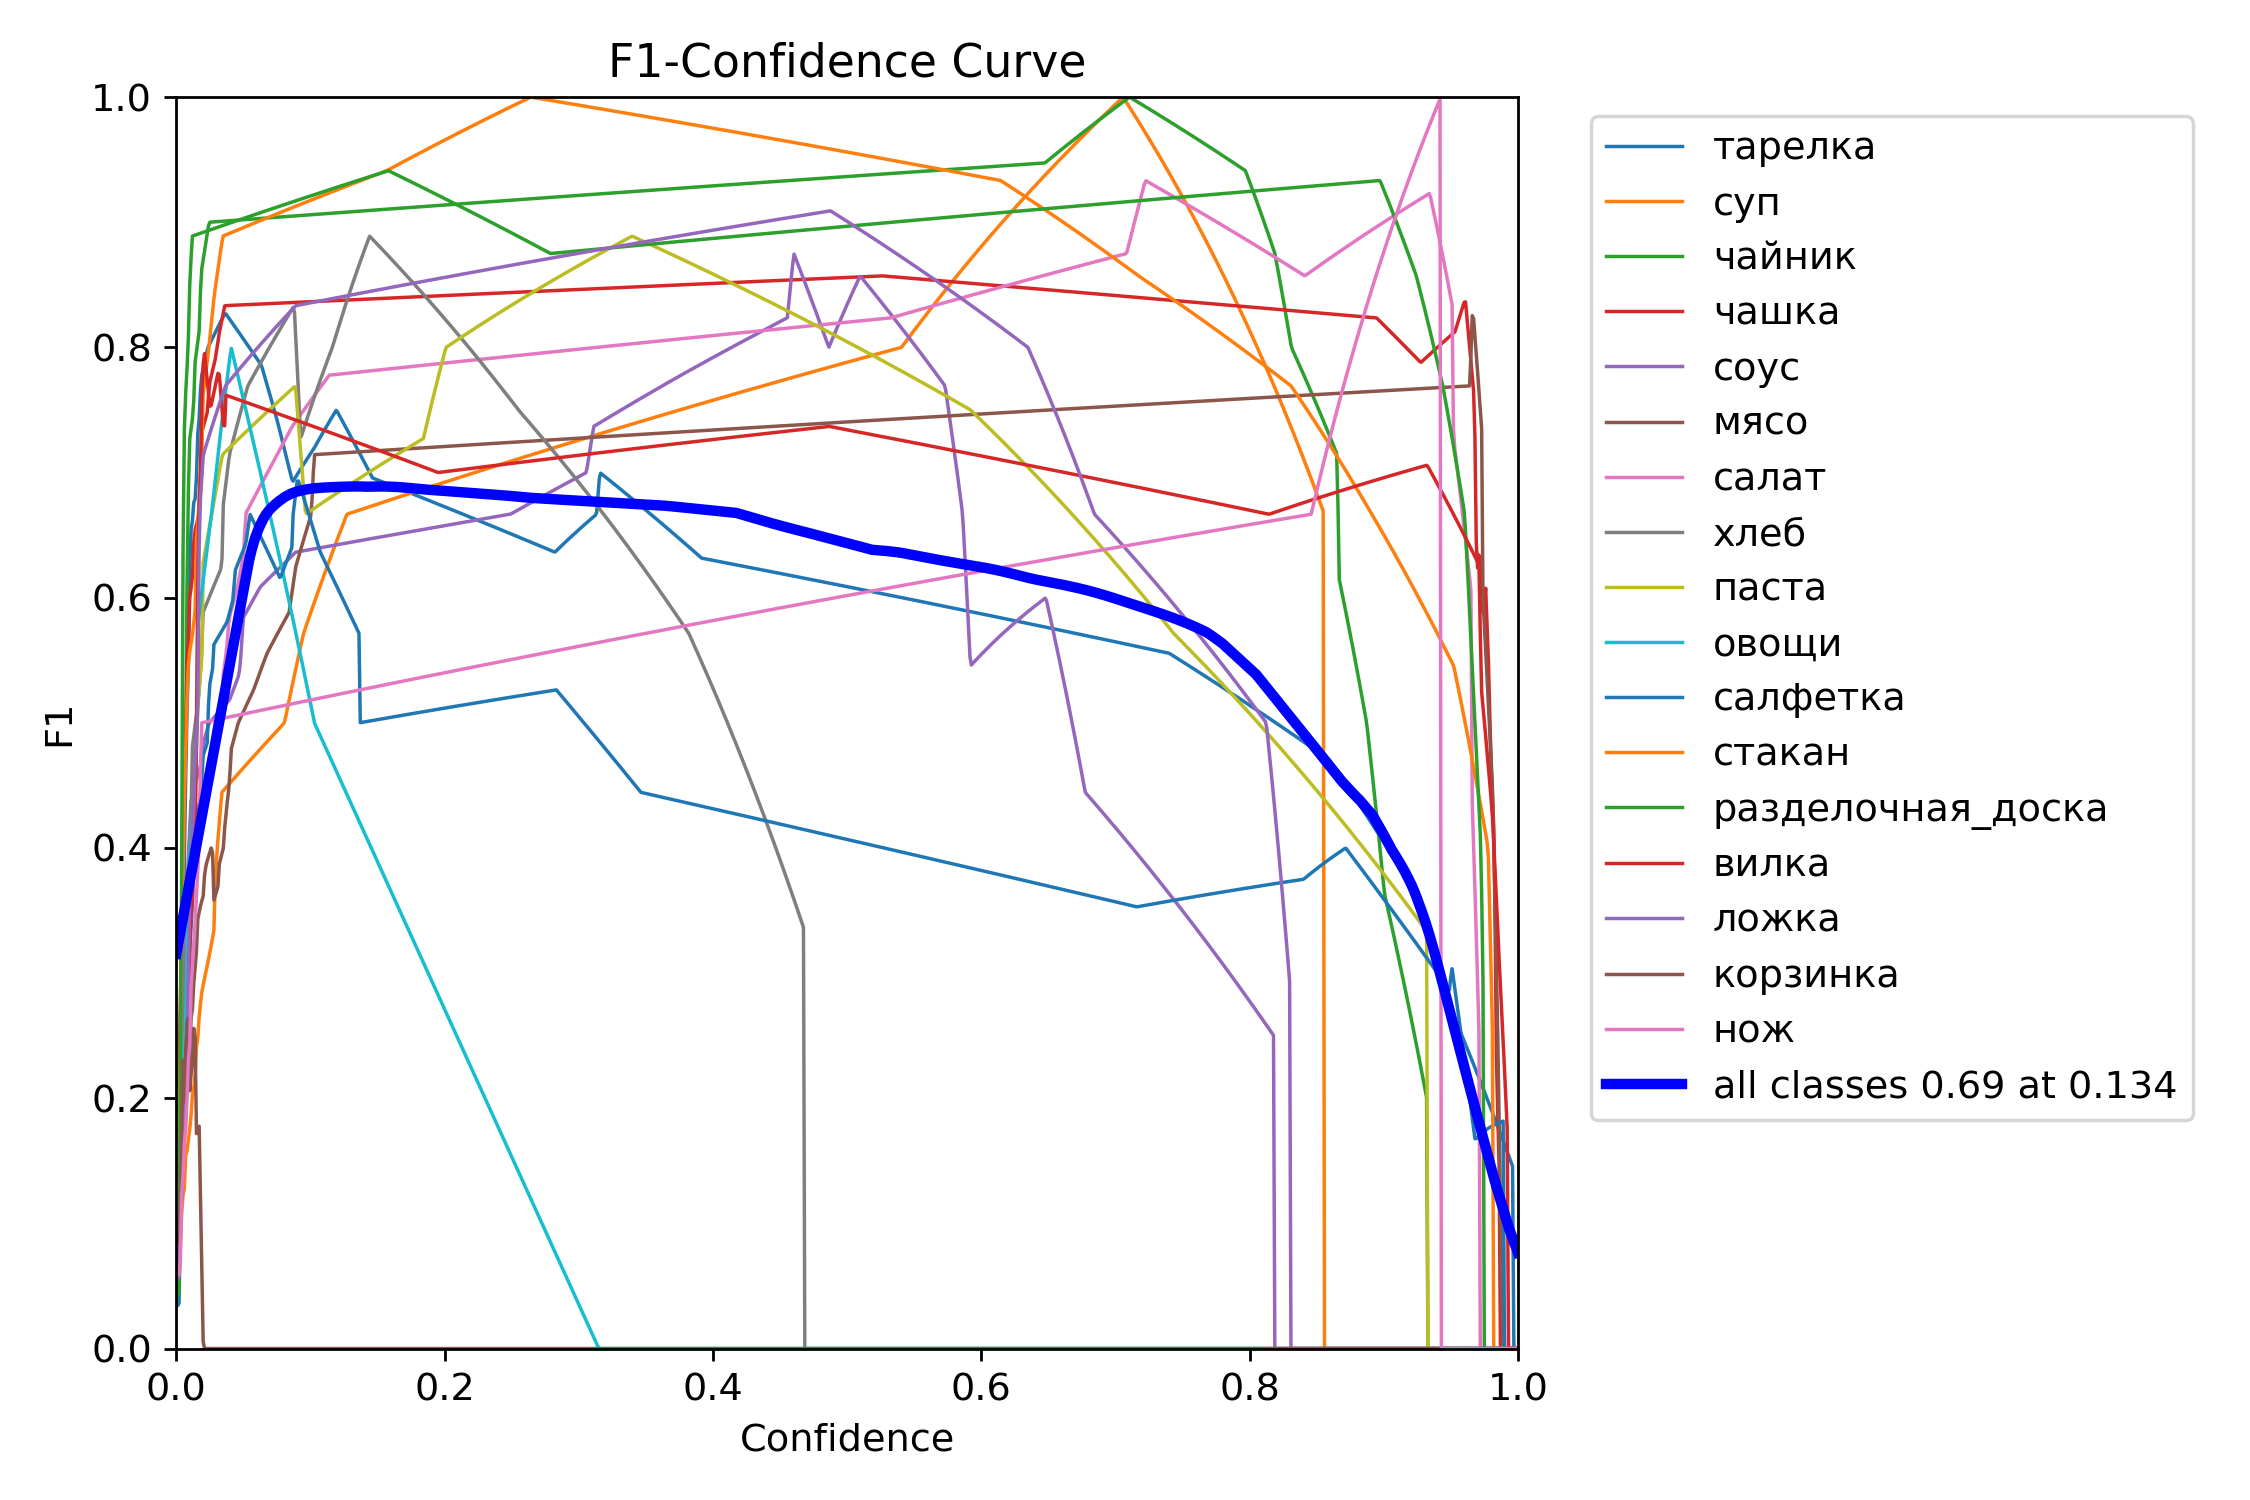 F1-Confidence Curve
1.0
0.8
0.6
0.4
0.2
0.0
F1
0.0 0.2 0.4 0.6 0.8 1.0
Confidence
тарелка
суп
чайник
чашка
соус
мясо
салат
хлеб
паста
овощи
салфетка
стакан
разделочная_доска
вилка
ложка
корзинка
нож
all classes 0.69 at 0.134